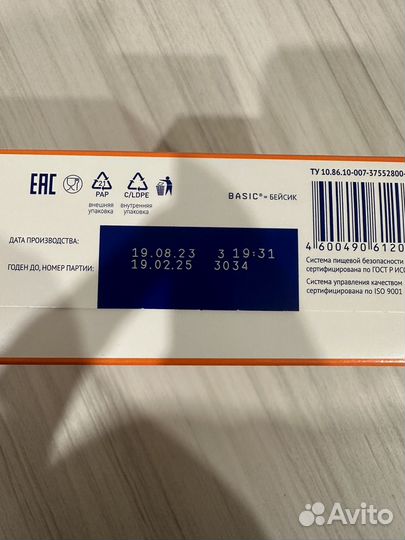 ТУ 10.86.10-007-37552800-
EAC
21
PAP
C/LDPE
внешняя
упаковка
внутренняя
упаковка
BASIC®= БЕЙСИК
ДАТА ПРОИЗВОДСТВА:
19.08.23 3 19:31
ГОДЕН ДО, НОМЕР ПАРТИИ:
19.02.25 3034
4 600490 6120
Система пищевой безопасности
сертифицирована по ГОСТ Р ИСО
Система управления качеством
сертифицирована по ISO 9001
Avito